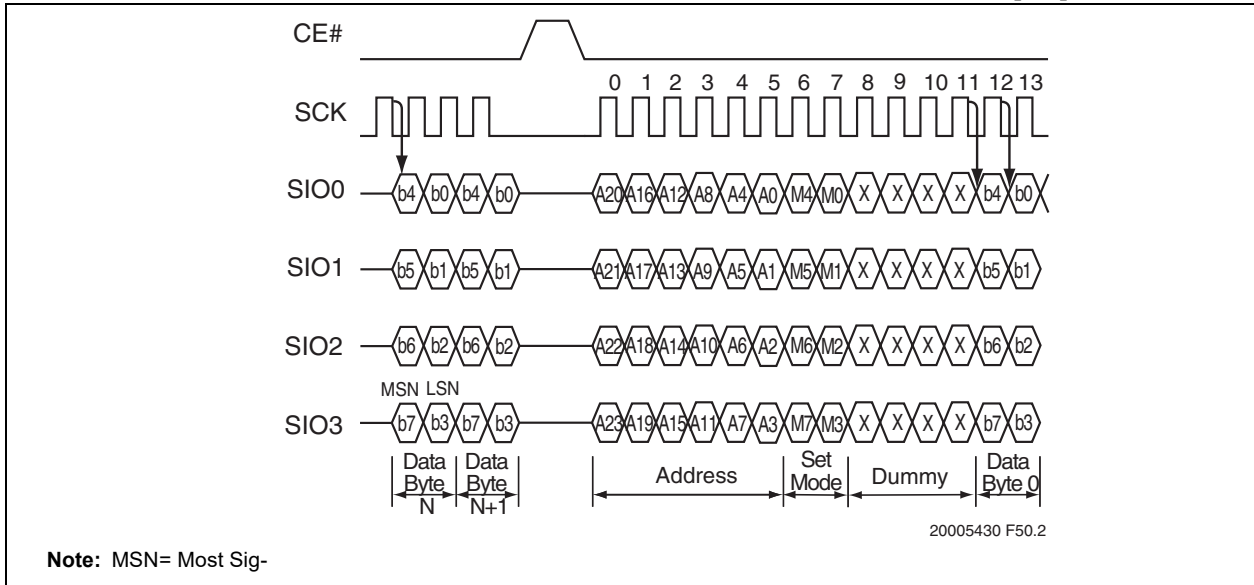 CE#
0 1 2 3 4 5 6 7 8 9 10 11 12 13
SCK
SIO0 b4 b0 b4 b0 A20 A16 A12 A8 A4 A0 M4 M0 X X X X b4 b0
SIO1 b5 b1 b5 b1 A21 A17 A13 A9 A5 A1 M5 M1 X X X X b5 b1
SIO2 b6 b2 b6 b2 A22 A18 A14 A10 A6 A2 M6 M2 X X X X b6 b2
MSN LSN
SIO3 b7 b3 b7 b3 A23 A19 A15 A11 A7 A3 M7 M3 X X X X b7 b3
Data Byte N
Data Byte N+1
Address
Set Mode
Dummy
Data Byte 0
20005430 F50.2
Note: MSN= Most Sig-